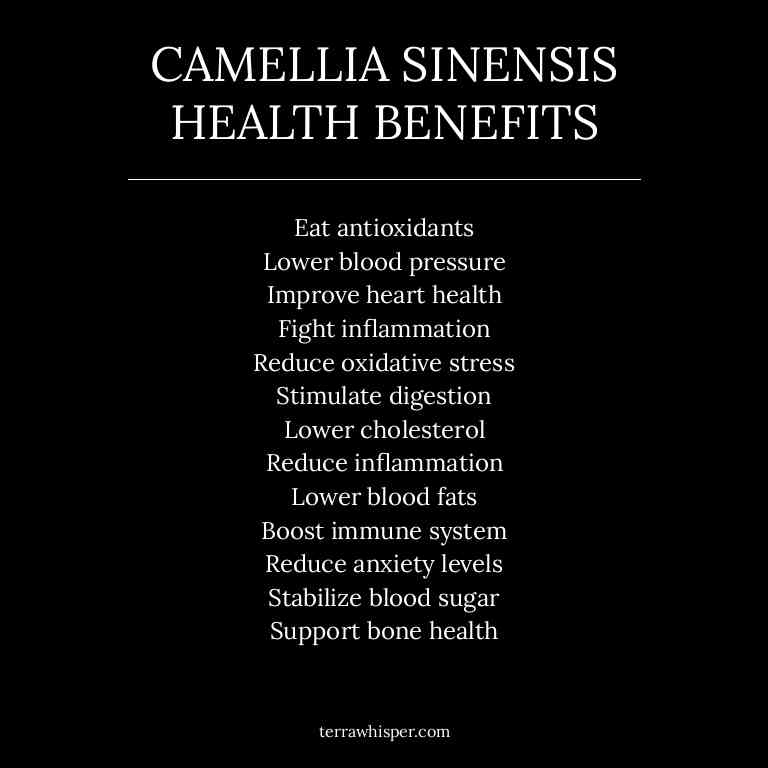 CAMELLIA SINENSIS
HEALTH BENEFITS
Eat antioxidants
Lower blood pressure
Improve heart health
Fight inflammation
Reduce oxidative stress
Stimulate digestion
Lower cholesterol
Reduce inflammation
Lower blood fats
Boost immune system
Reduce anxiety levels
Stabilize blood sugar
Support bone health
terrawhisper.com